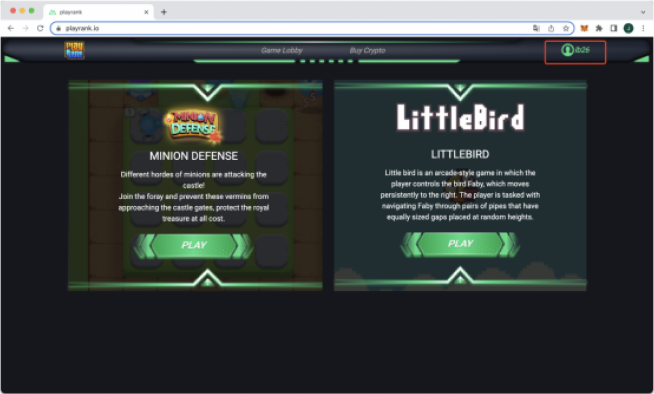 playrank
playrank.io
PLAY
RANK
Game Lobby
Buy Crypto
ib26
MINION
DEFENSE
MINION DEFENSE
Different hordes of minions are attacking the
castle!
Join the foray and prevent these vermins from
approaching the castle gates, protect the royal
treasure at all cost.
PLAY
LittleBird
LITTLEBIRD
Little bird is an arcade-style game in which the
player controls the bird Faby, which moves
persistently to the right. The player is tasked with
navigating Faby through pairs of pipes that have
equally sized gaps placed at random heights.
PLAY